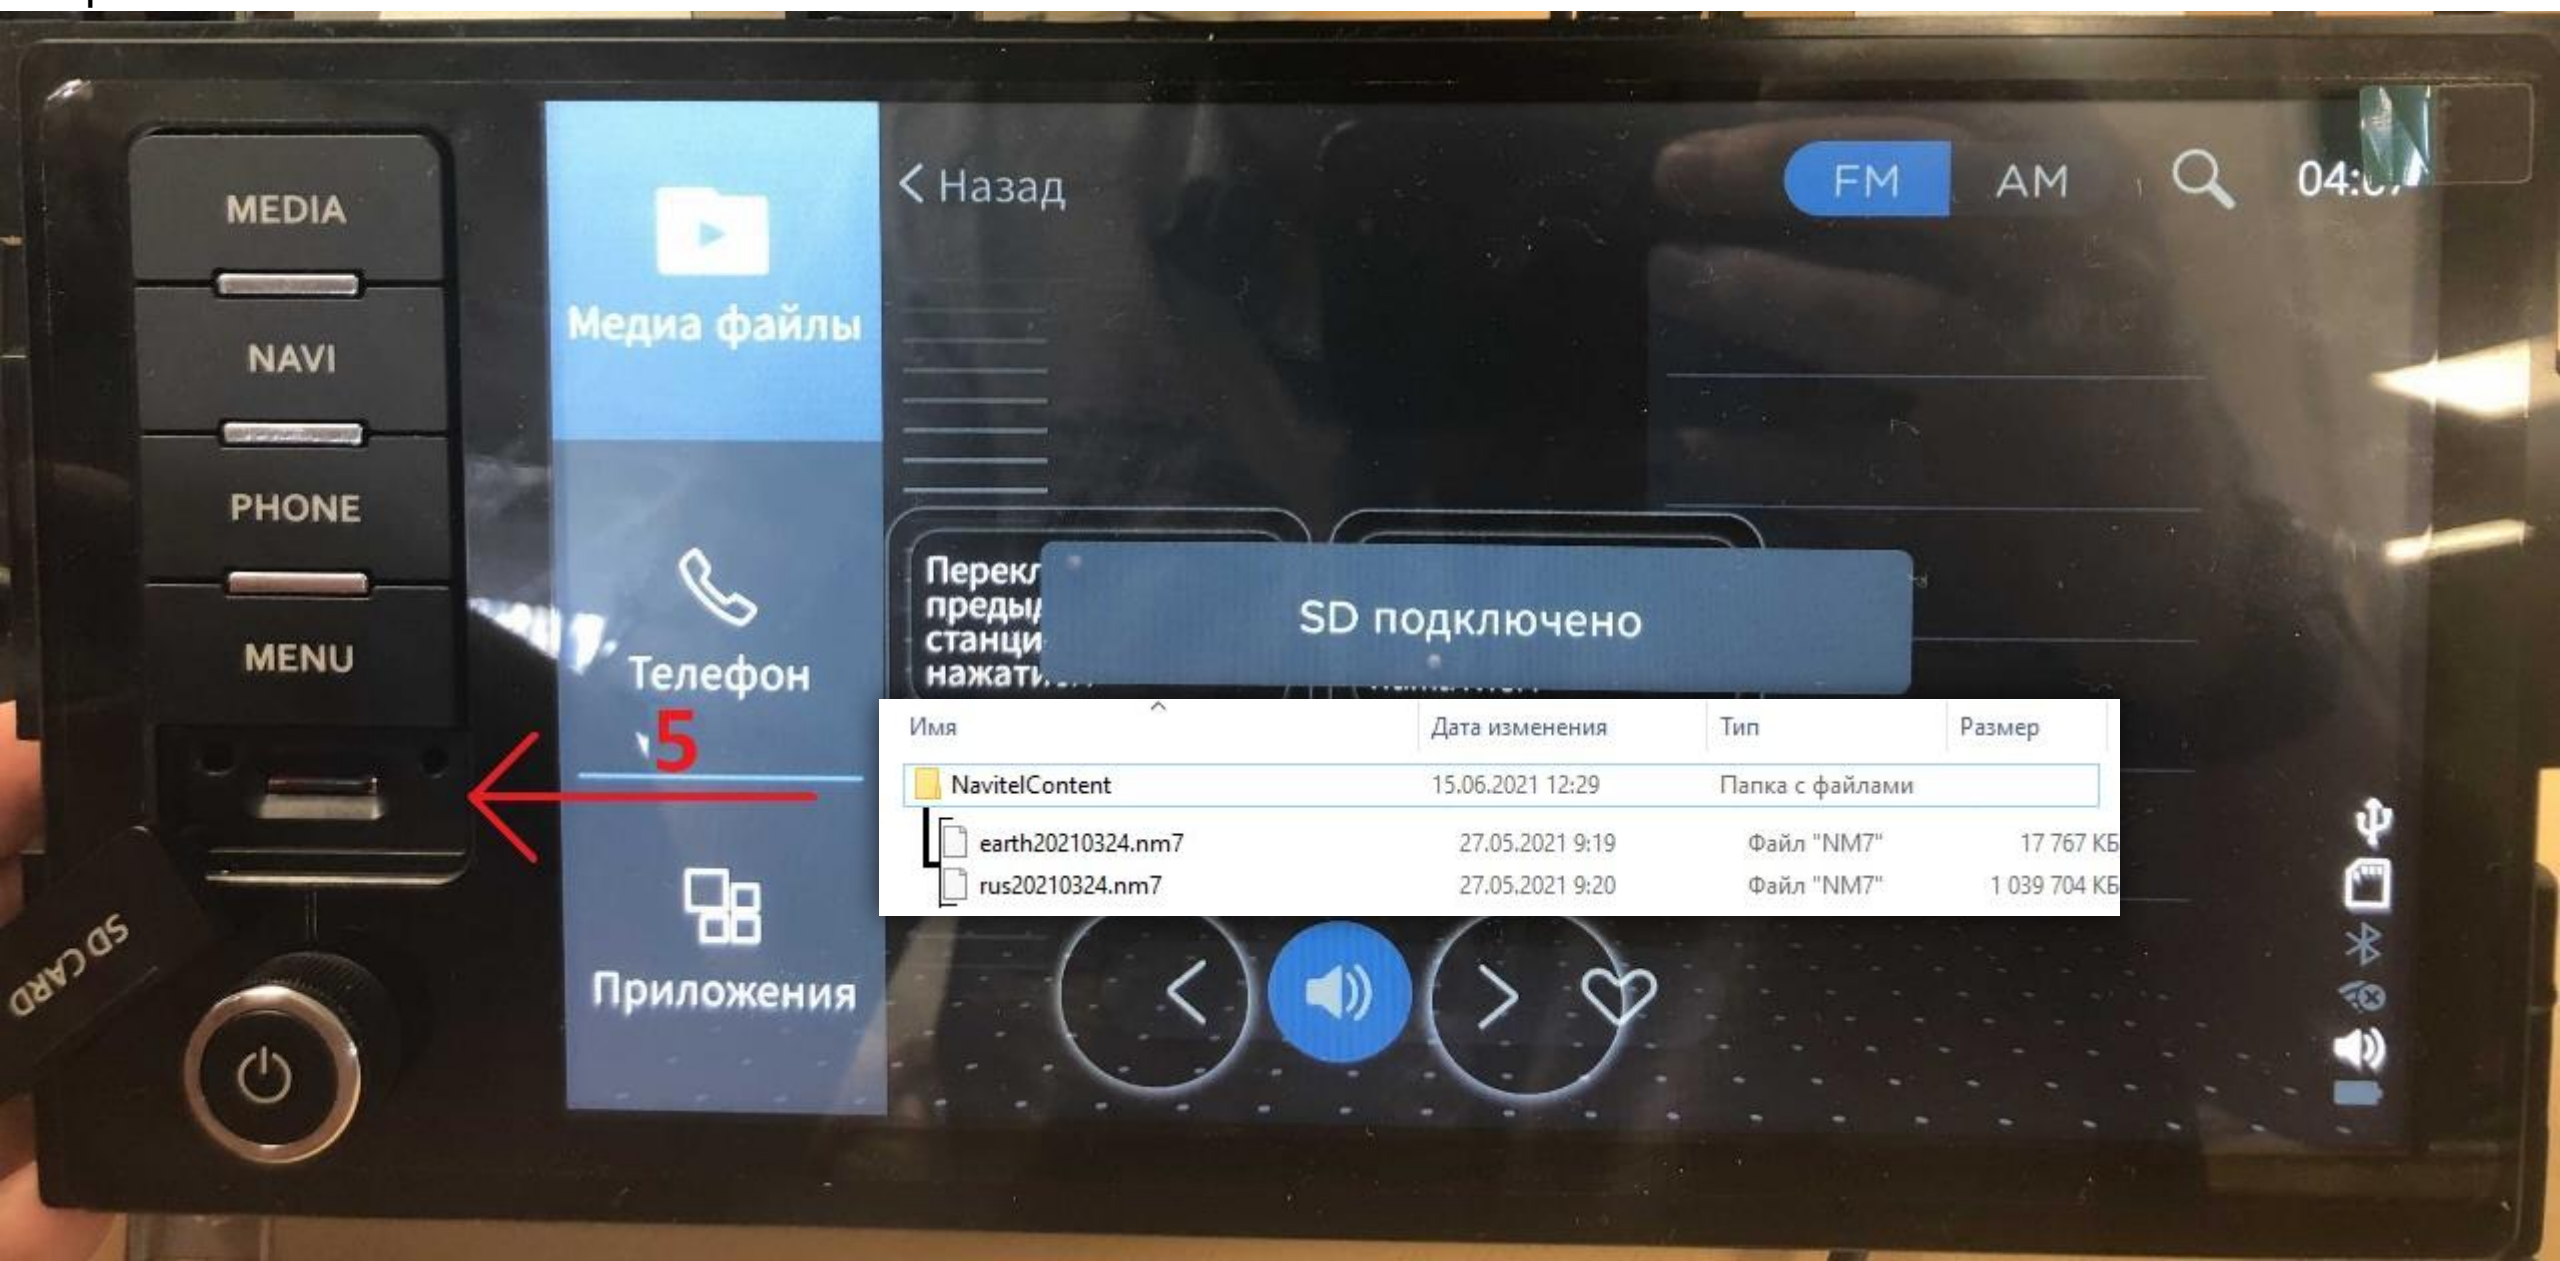 MEDIA
NAVI
PHONE
MENU
SD CARD
Медиа файлы
Телефон
5
Приложения
Назад
FM AM
SD подключено
Имя Дата изменения Тип Размер
NavitelContent 15.06.2021 12:29 Папка с файлами
earth20210324.nm7 27.05.2021 9:19 Файл "NM7" 17 767 КБ
rus20210324.nm7 27.05.2021 9:20 Файл "NM7" 1 039 704 КБ